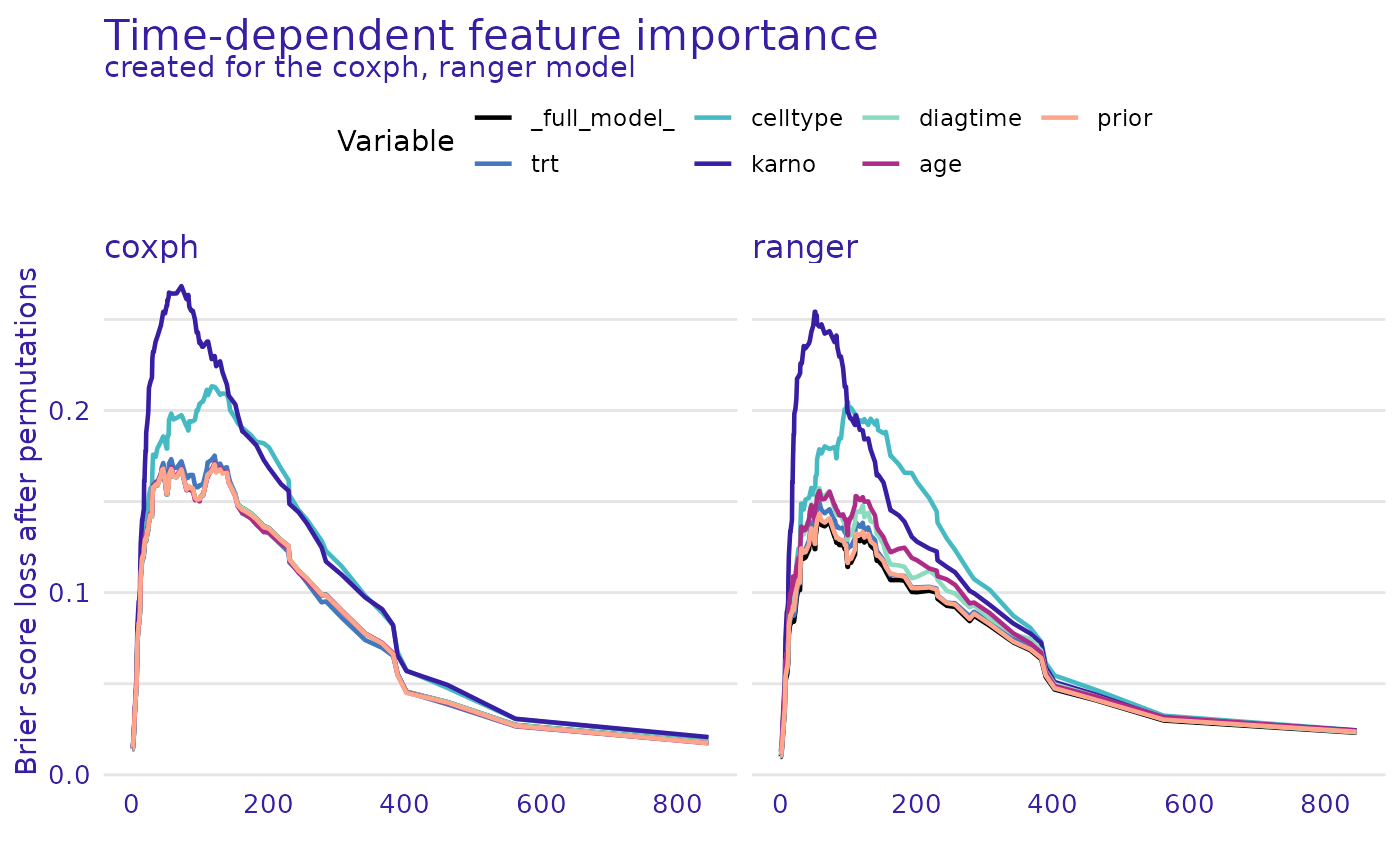 Time-dependent feature importance
created for the coxph, ranger model
Variable
_full_model_ celltype diagtime prior
trt karno age
coxph ranger
Brier score loss after permutations
0.2
0.1
0.0
0 200 400 600 800 0 200 400 600 800